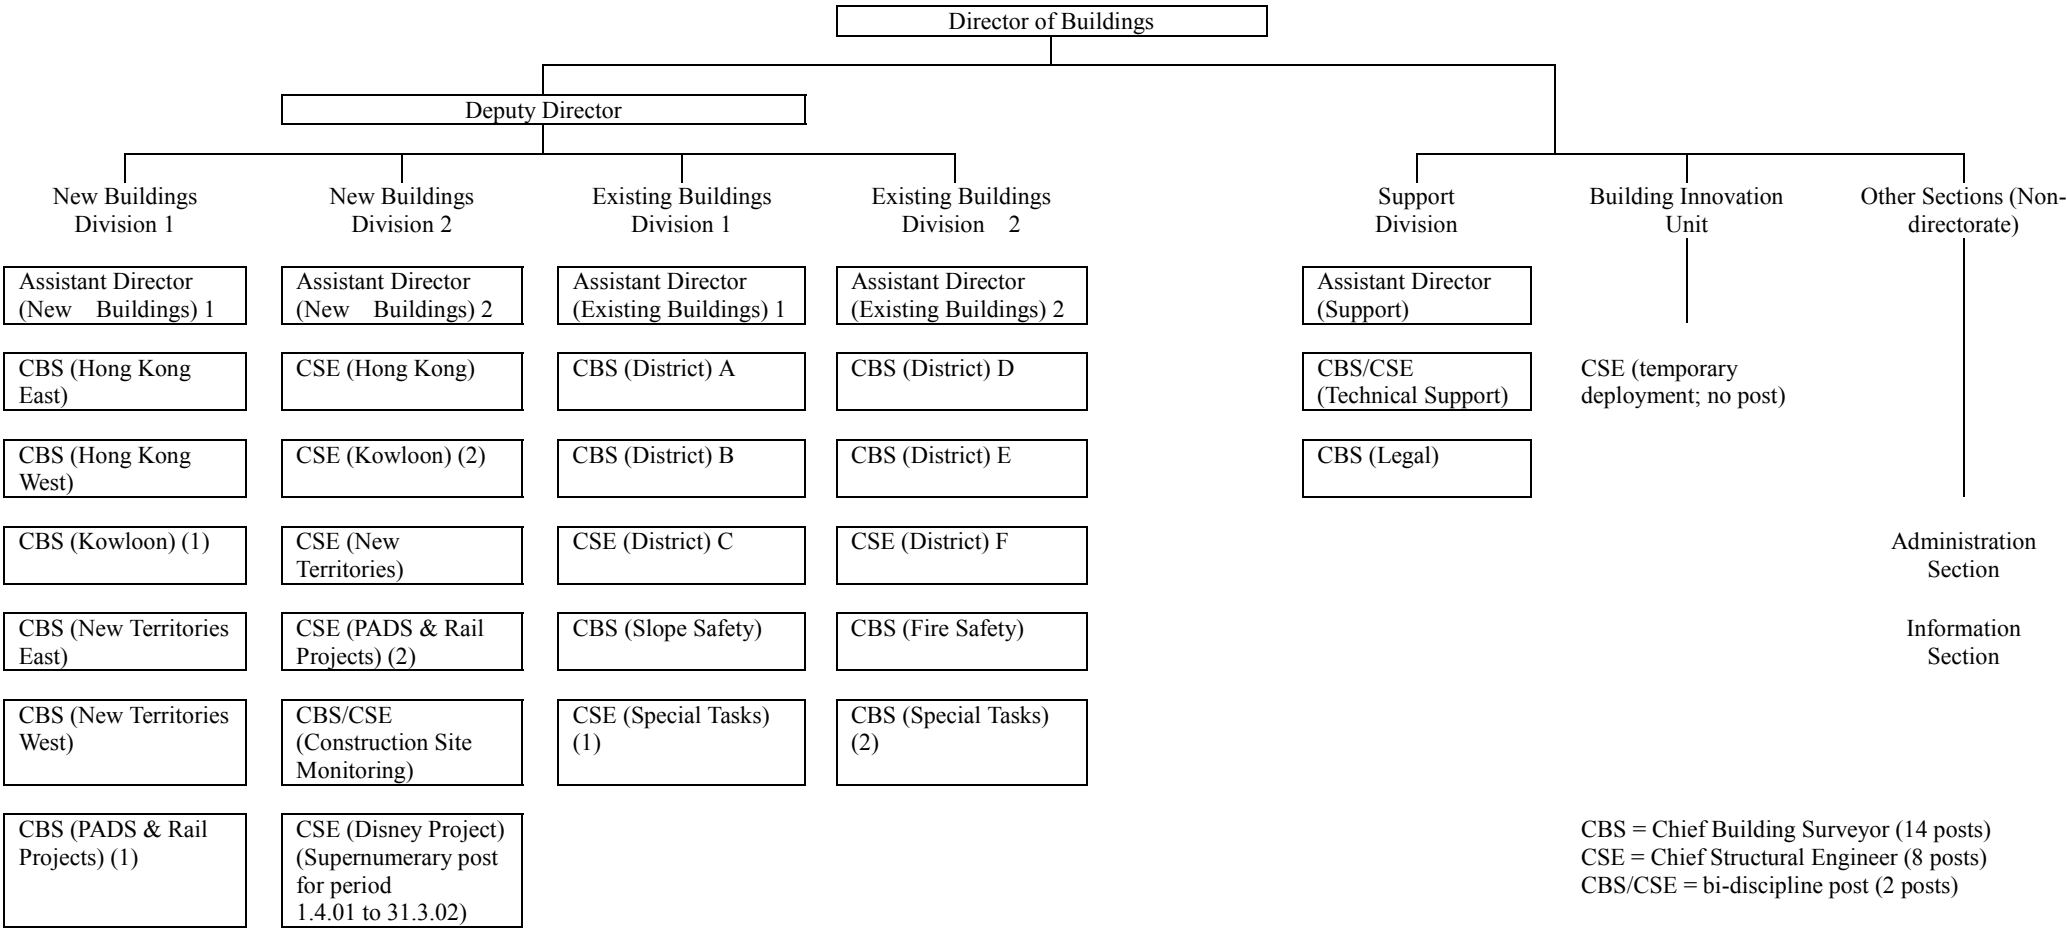 Director of Buildings
Deputy Director
New Buildings
Division 1
New Buildings
Division 2
Existing Buildings
Division 1
Existing Buildings
Division 2
Support
Division
Building Innovation
Unit
Other Sections (Non-
directorate)
Assistant Director
(New Buildings) 1
Assistant Director
(New Buildings) 2
Assistant Director
(Existing Buildings) 1
Assistant Director
(Existing Buildings) 2
Assistant Director
(Support)
CBS (Hong Kong
East)
CSE (Hong Kong)
CBS (District) A
CBS (District) D
CBS/CSE
(Technical Support)
CSE (temporary
deployment; no post)
CBS (Hong Kong
West)
CSE (Kowloon) (2)
CBS (District) B
CBS (District) E
CBS (Legal)
CBS (Kowloon) (1)
CSE (New
Territories)
CSE (District) C
CSE (District) F
Administration
Section
CBS (New Territories
East)
CSE (PADS & Rail
Projects) (2)
CBS (Slope Safety)
CBS (Fire Safety)
Information
Section
CBS (New Territories
West)
CBS/CSE
(Construction Site
Monitoring)
CSE (Special Tasks)
(1)
CBS (Special Tasks)
(2)
CBS (PADS & Rail
Projects) (1)
CSE (Disney Project)
(Supernumerary post
for period
1.4.01 to 31.3.02)
CBS = Chief Building Surveyor (14 posts)
CSE = Chief Structural Engineer (8 posts)
CBS/CSE = bi-discipline post (2 posts)